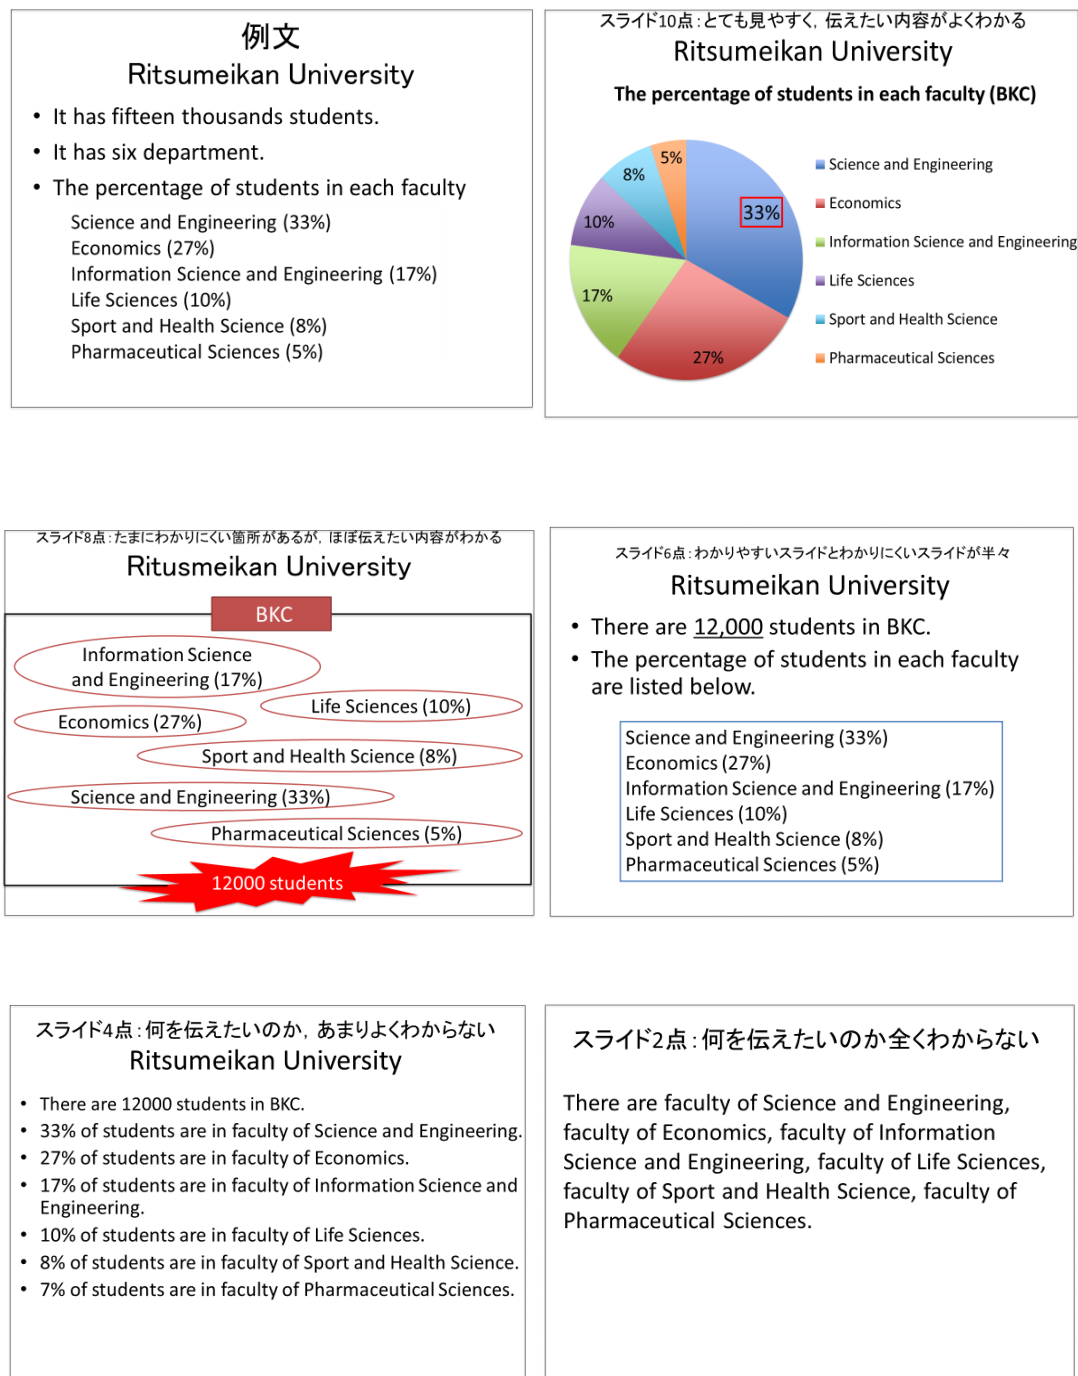 例文
Ritsumeikan University
• It has fifteen thousands students.
• It has six department.
• The percentage of students in each faculty
Science and Engineering (33%)
Economics (27%)
Information Science and Engineering (17%)
Life Sciences (10%)
Sport and Health Science (8%)
Pharmaceutical Sciences (5%)
スライド10点：とても見やすく，伝えたい内容がよくわかる
Ritsumeikan University
The percentage of students in each faculty (BKC)
5%
8%
10%
17%
27%
33%
Science and Engineering
Economics
Information Science and Engineering
Life Sciences
Sport and Health Science
Pharmaceutical Sciences
スライド8点：たまにわかりにくい箇所があるが，ほぼ伝えたい内容がわかる
Ritusmeikan University
BKC
Information Science
and Engineering (17%)
Life Sciences (10%)
Economics (27%)
Sport and Health Science (8%)
Science and Engineering (33%)
Pharmaceutical Sciences (5%)
12000 students
スライド6点：わかりやすいスライドとわかりにくいスライドが半々
Ritsumeikan University
• There are 12,000 students in BKC.
• The percentage of students in each faculty
are listed below.
Science and Engineering (33%)
Economics (27%)
Information Science and Engineering (17%)
Life Sciences (10%)
Sport and Health Science (8%)
Pharmaceutical Sciences (5%)
スライド4点：何を伝えたいのか，あまりよくわからない
Ritsumeikan University
• There are 12000 students in BKC.
• 33% of students are in faculty of Science and Engineering.
• 27% of students are in faculty of Economics.
• 17% of students are in faculty of Information Science and
Engineering.
• 10% of students are in faculty of Life Sciences.
• 8% of students are in faculty of Sport and Health Science.
• 7% of students are in faculty of Pharmaceutical Sciences.
スライド2点：何を伝えたいのか全くわからない
There are faculty of Science and Engineering,
faculty of Economics, faculty of Information
Science and Engineering, faculty of Life Sciences,
faculty of Sport and Health Science, faculty of
Pharmaceutical Sciences.